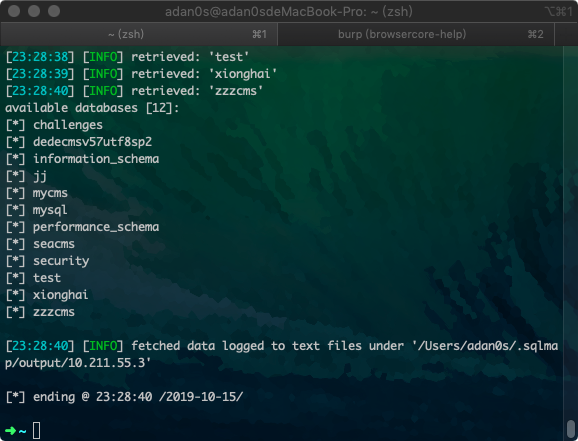 adan0s@adan0sdeMacBook-Pro: ~ (zsh) ⌥⌘1
~ (zsh) ⌘1 burp (browsercore-help) ⌘2
[23:28:38] [INFO] retrieved: 'test'
[23:28:39] [INFO] retrieved: 'xionghai'
[23:28:40] [INFO] retrieved: 'zzzcms'
available databases [12]:
[*] challenges
[*] dedecmsv57utf8sp2
[*] information_schema
[*] jj
[*] mycms
[*] mysql
[*] performance_schema
[*] seacms
[*] security
[*] test
[*] xionghai
[*] zzzcms
[23:28:40] [INFO] fetched data logged to text files under '/Users/adan0s/.sqlma
p/output/10.211.55.3'
[*] ending @ 23:28:40 /2019-10-15/
➜ ~